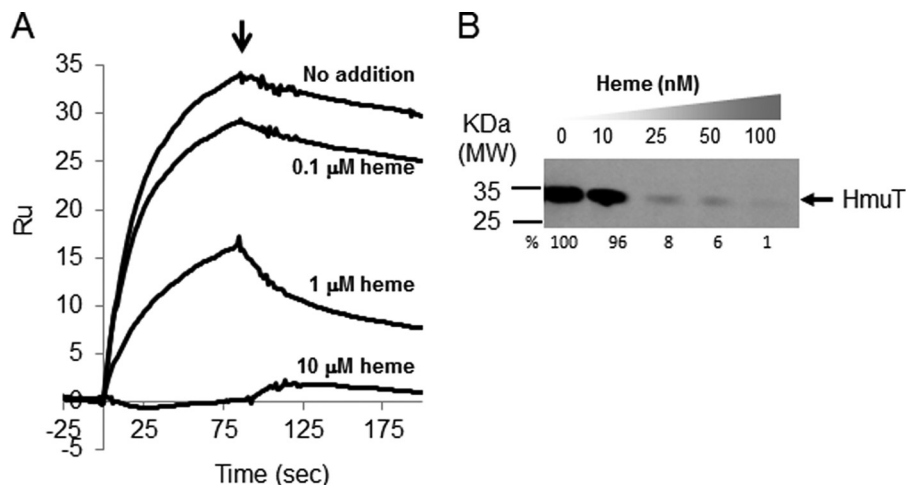 A
35
30
25
20
15
10
5
0
-5
Ru
-25
25
75
125
175
Time (sec)
No addition
0.1 μM heme
1 μM heme
10 μM heme
B
Heme (nM)
KDa
(MW)
0 10 25 50 100
35
25
HmuT
% 100 96 8 6 1